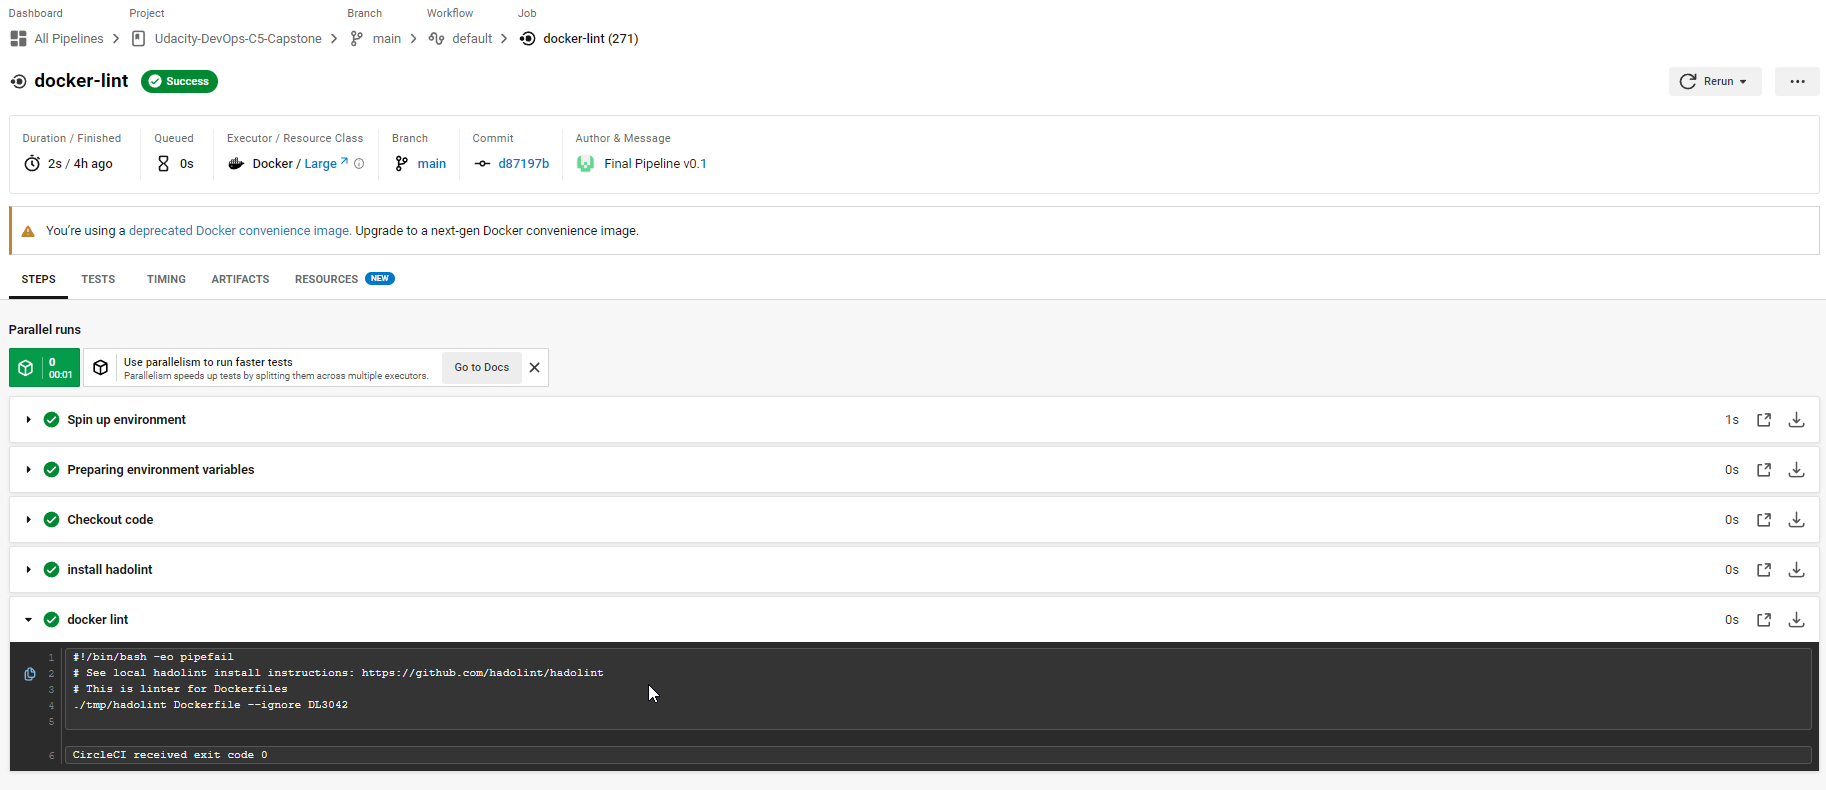 Dashboard Project Branch Workflow Job
All Pipelines Udacity-DevOps-C5-Capstone main default docker-lint (271)
docker-lint Success Rerun
Duration / Finished Queued Executor / Resource Class Branch Commit Author & Message
2s / 4h ago 0s Docker / Large main d87197b Final Pipeline v0.1
You're using a deprecated Docker convenience image. Upgrade to a next-gen Docker convenience image.
STEPS TESTS TIMING ARTIFACTS RESOURCES NEW
Parallel runs
0
00:01
Use parallelism to run faster tests
Parallelism speeds up tests by splitting them across multiple executors.
Go to Docs
Spin up environment 1s
Preparing environment variables 0s
Checkout code 0s
install hadolint 0s
docker lint 0s
1 #!/bin/bash -eo pipefail
2 # See local hadolint install instructions: https://github.com/hadolint/hadolint
3 # This is linter for Dockerfiles
4 ./tmp/hadolint Dockerfile --ignore DL3042
5
6 CircleCI received exit code 0